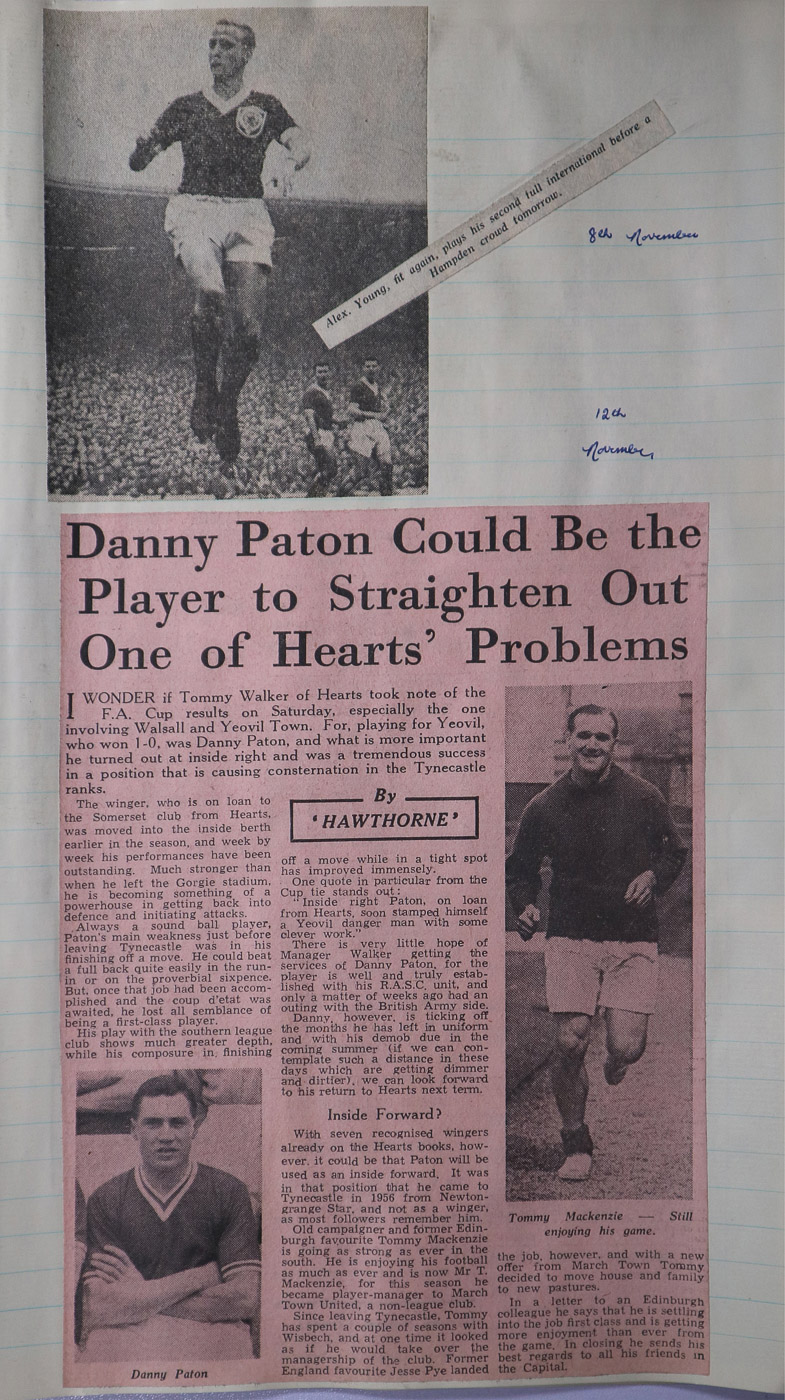 Alex. Young, fit again, plays his second full international before a
Hampden crowd tomorrow.
8th November
12th
November
Danny Paton Could Be the
Player to Straighten Out
One of Hearts' Problems
I WONDER if Tommy Walker of Hearts took note of the
F.A. Cup results on Saturday, especially the one
involving Walsall and Yeovil Town. For, playing for Yeovil,
who won 1-0, was Danny Paton, and what is more important
he turned out at inside right and was a tremendous success
in a position that is causing consternation in the Tynecastle
ranks.
By
'HAWTHORNE'
The winger, who is on loan to
the Somerset club from Hearts,
was moved into the inside berth
earlier in the season, and week by
week his performances have been
outstanding. Much stronger than
when he left the Gorgie stadium,
he is becoming something of a
powerhouse in getting back into
defence and initiating attacks.
Always a sound ball player,
Paton's main weakness just before
leaving Tynecastle was in his
finishing off a move. He could beat
a full back quite easily in the run-
in or on the proverbial sixpence.
But, once that job had been accom-
plished and the coup d'etat was
awaited, he lost all semblance of
being a first-class player.
His play with the southern league
club shows much greater depth,
while his composure in finishing
Danny Paton
off a move while in a tight spot
has improved immensely.
One quote in particular from the
Cup tie stands out:
"Inside right Paton, on loan
from Hearts, soon stamped himself
a Yeovil danger man with some
clever work."
There is very little hope of
Manager Walker getting the
services of Danny Paton, for the
player is well and truly estab-
lished with his R.A.S.C. unit, and
only a matter of weeks ago had an
outing with the British Army side.
Danny, however, is ticking off
the months he has left in uniform
and with his demob due in the
coming summer (if we can con-
template such a distance in these
days which are getting dimmer
and dirtier), we can look forward
to his return to Hearts next term.
Inside Forward?
With seven recognised wingers
already on the Hearts books, how-
ever, it could be that Paton will be
used as an inside forward. It was
in that position that he came to
Tynecastle in 1956 from Newton-
grange Star, and not as a winger,
as most followers remember him.
Old campaigner and former Edin-
burgh favourite Tommy Mackenzie
is going as strong as ever in the
south. He is enjoying his football
as much as ever and is now Mr T.
Mackenzie, for this season he
became player-manager to March
Town United, a non-league club.
Since leaving Tynecastle, Tommy
has spent a couple of seasons with
Wisbech, and at one time it looked
as if he would take over the
managership of the club. Former
England favourite Jesse Pye landed
Tommy Mackenzie — Still
enjoying his game.
the job, however, and with a new
offer from March Town Tommy
decided to move house and family
to new pastures.
In a letter to an Edinburgh
colleague he says that he is settling
into the job first class and is getting
more enjoyment than ever from
the game. In closing he sends his
best regards to all his friends in
the Capital.